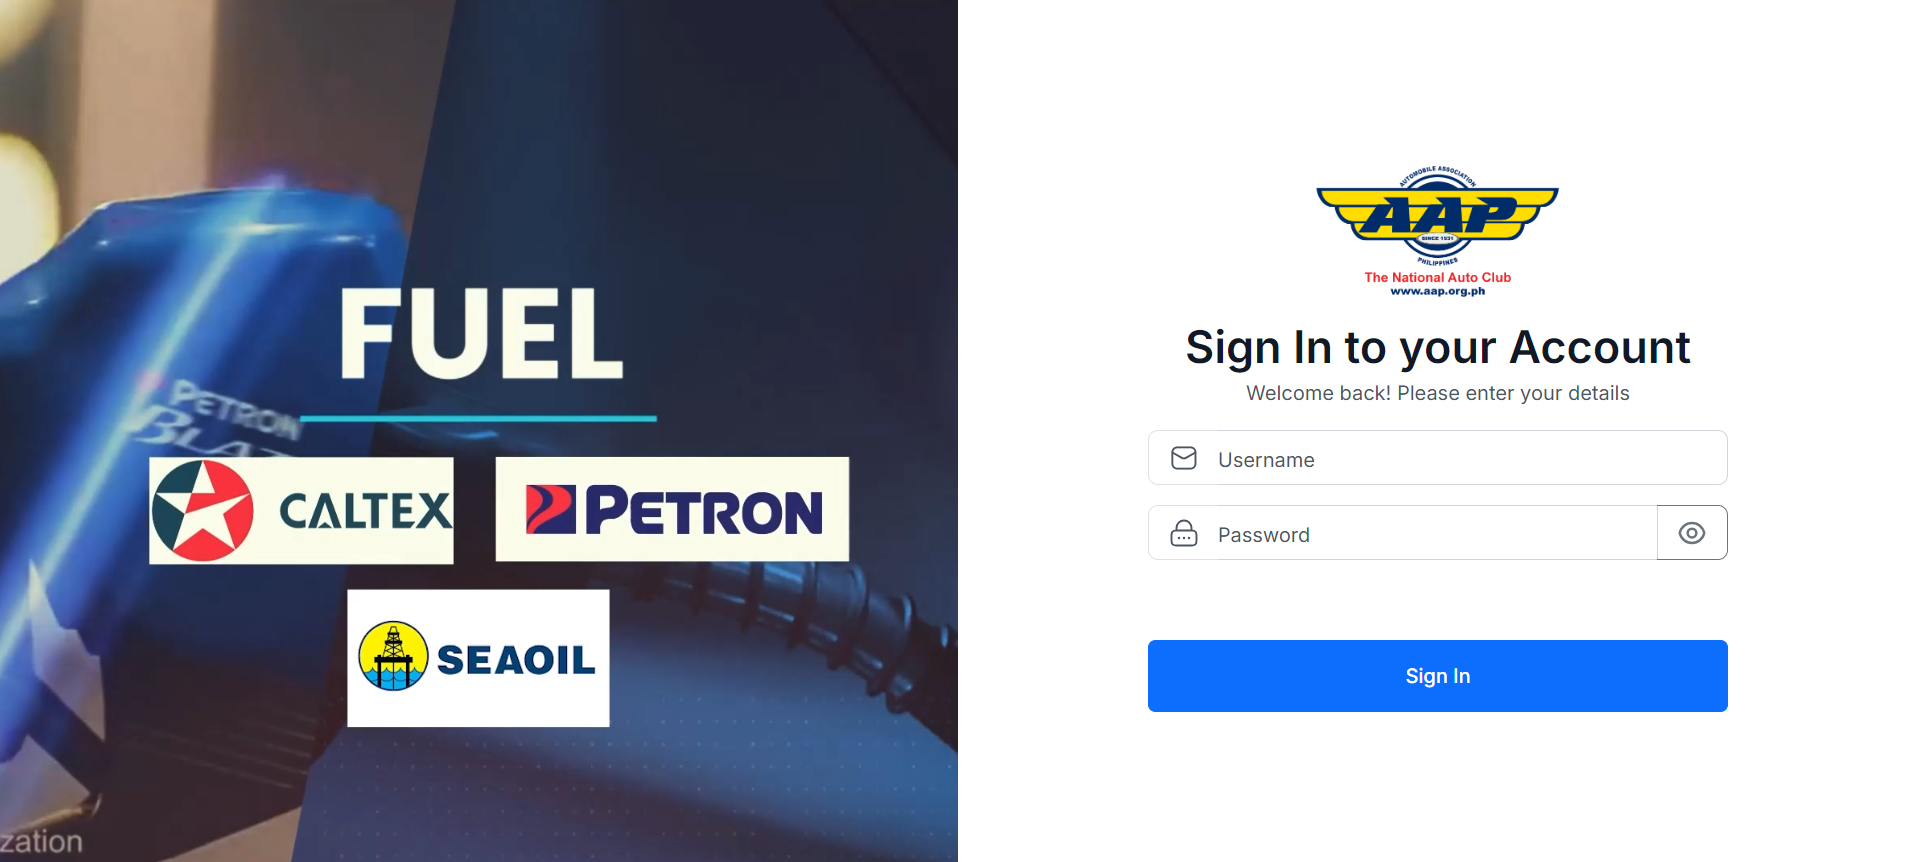 FUEL
PETRON
CALTEX
PETRON
SEAOIL
zation
AUTOMOBILE ASSOCIATION
AAP
SINCE 1931
PHILIPPINES
The National Auto Club
www.aap.org.ph
Sign In to your Account
Welcome back! Please enter your details
Username
Password
Sign In